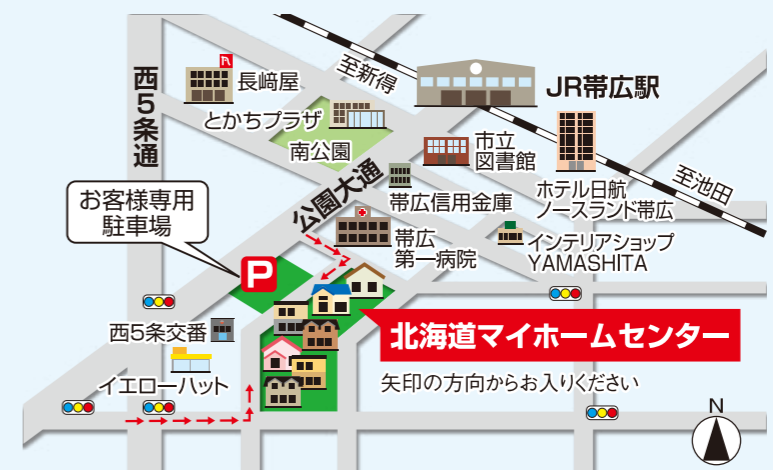 至新得
JR帯広駅
長崎屋
西5条通
とかちプラザ
南公園
市立
図書館
至池田
公園大通
帯広信用金庫
ホテル日航
ノースランド帯広
お客様専用
駐車場
帯広
第一病院
インテリアショップ
YAMASHITA
P
西5条交番
北海道マイホームセンター
イエローハット
矢印の方向からお入りください
N